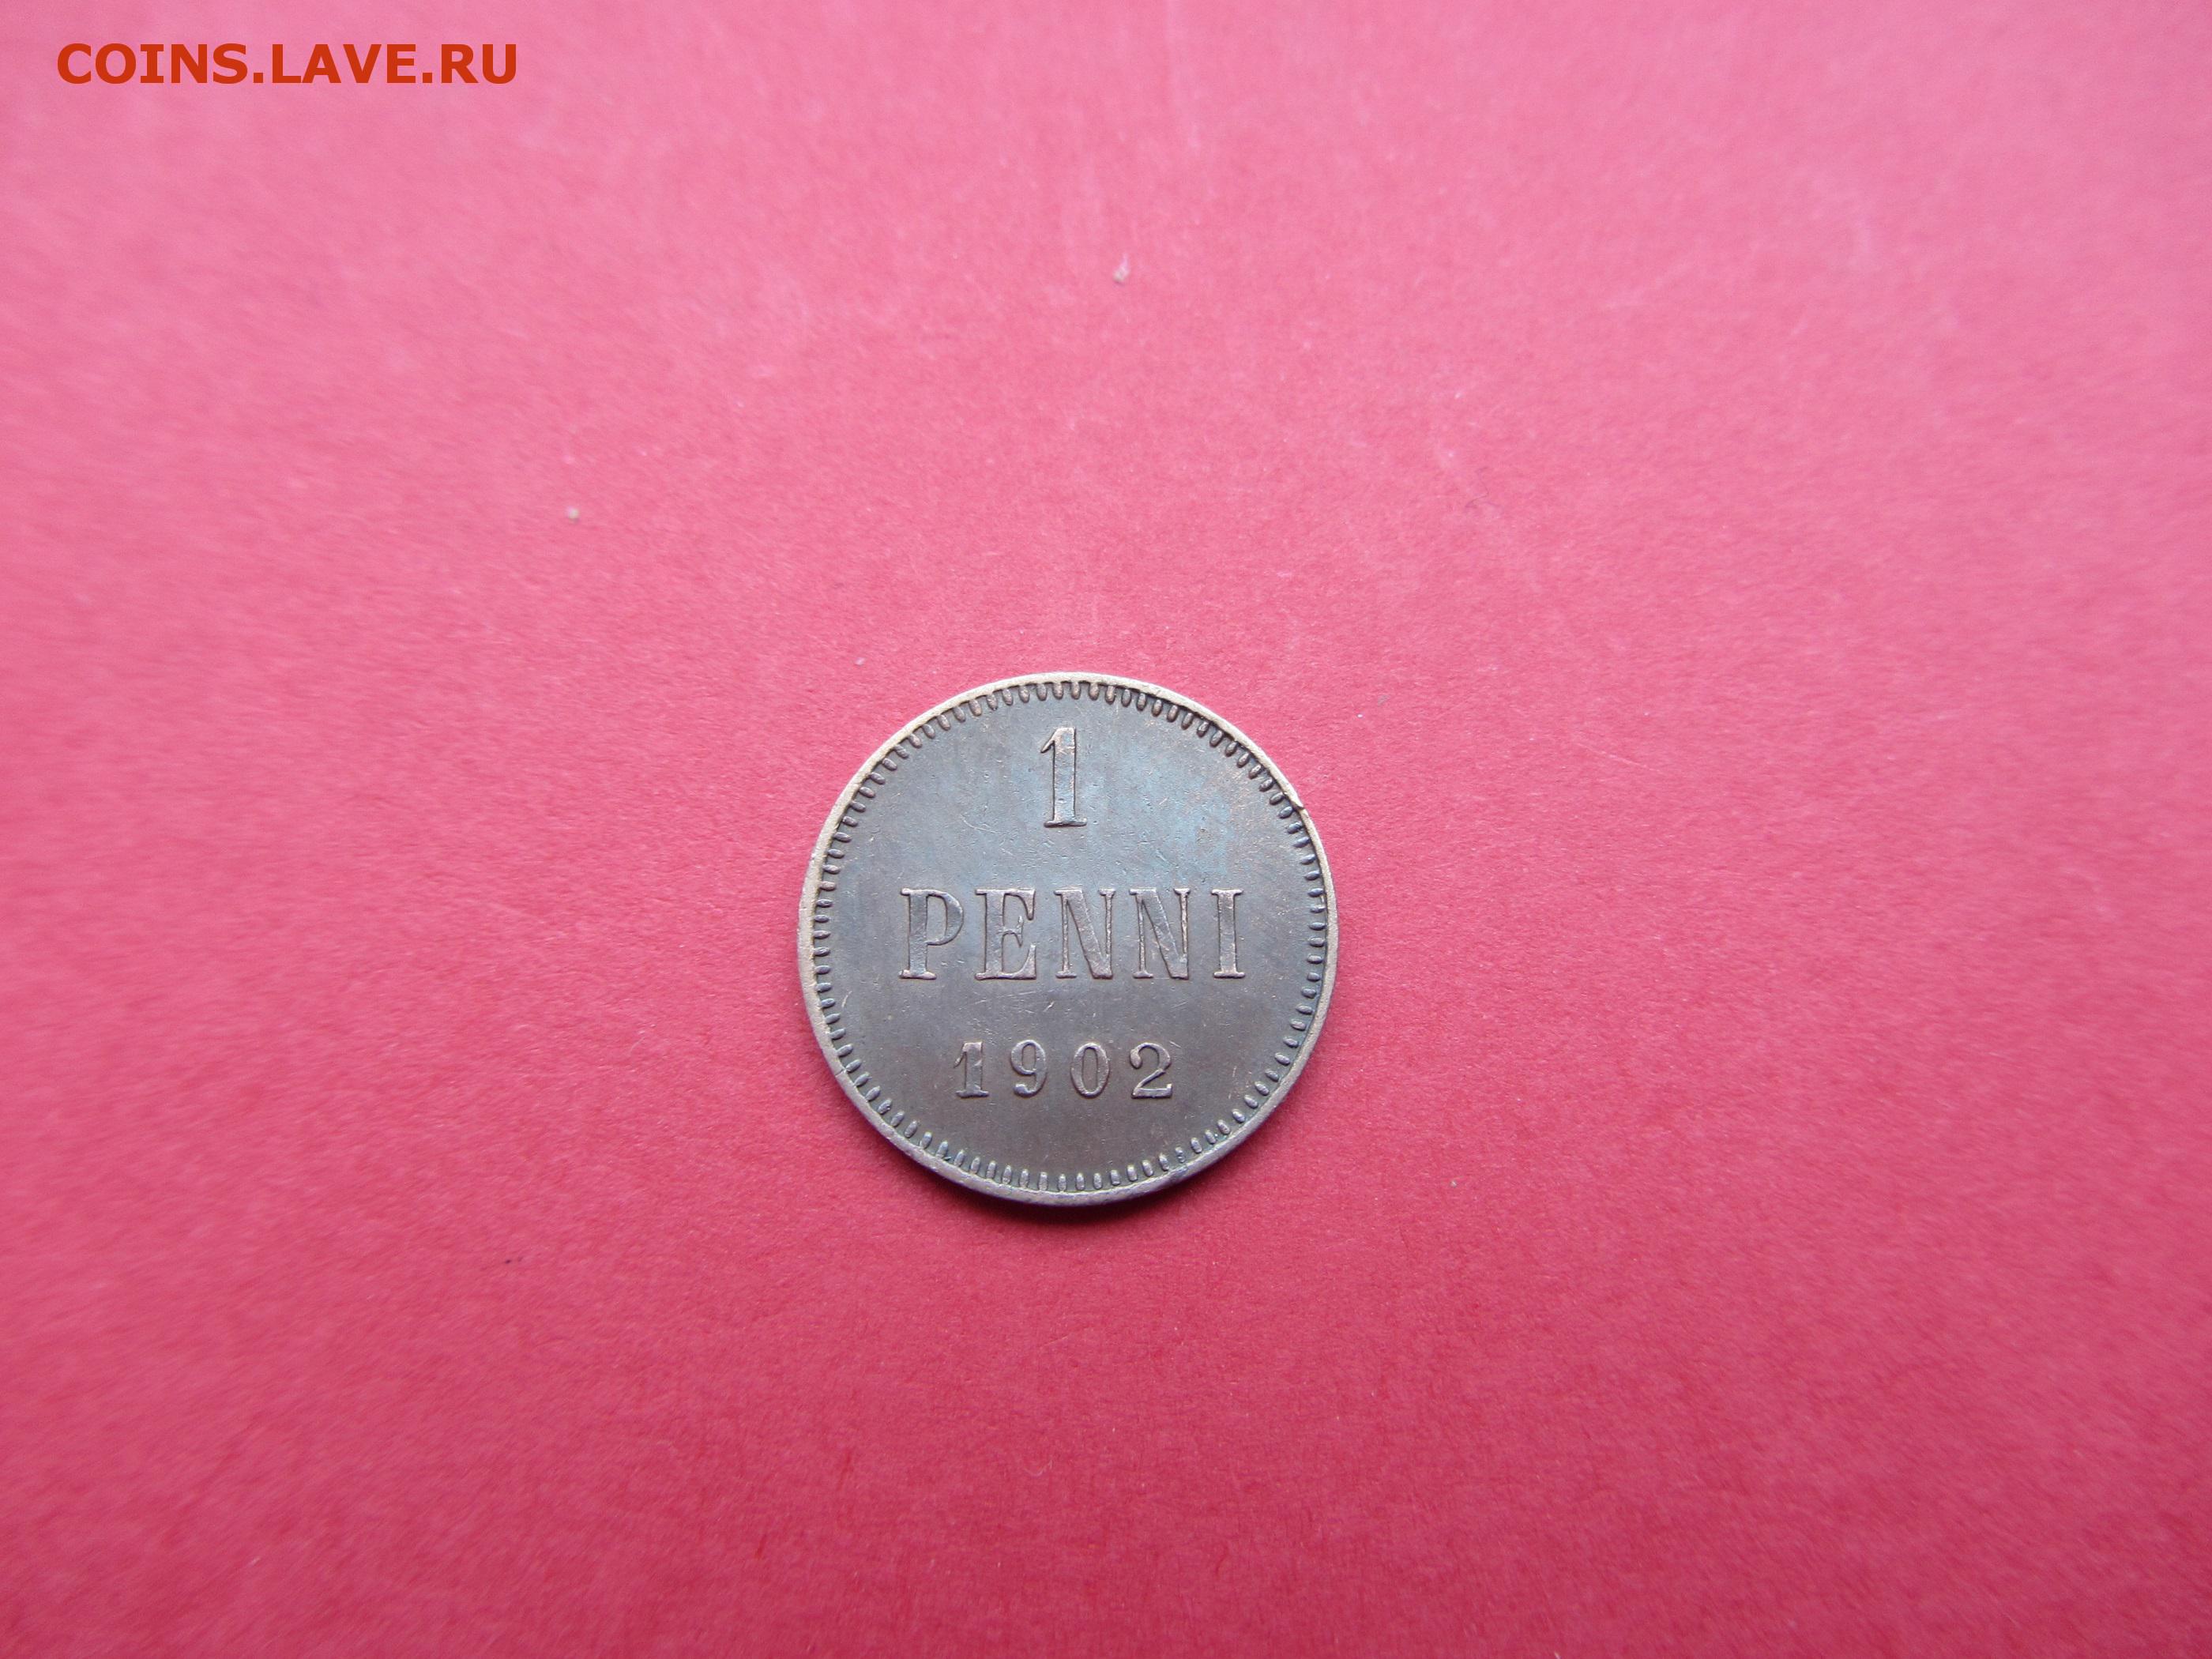 COINS.LAVE.RU
1
PENNI
1902